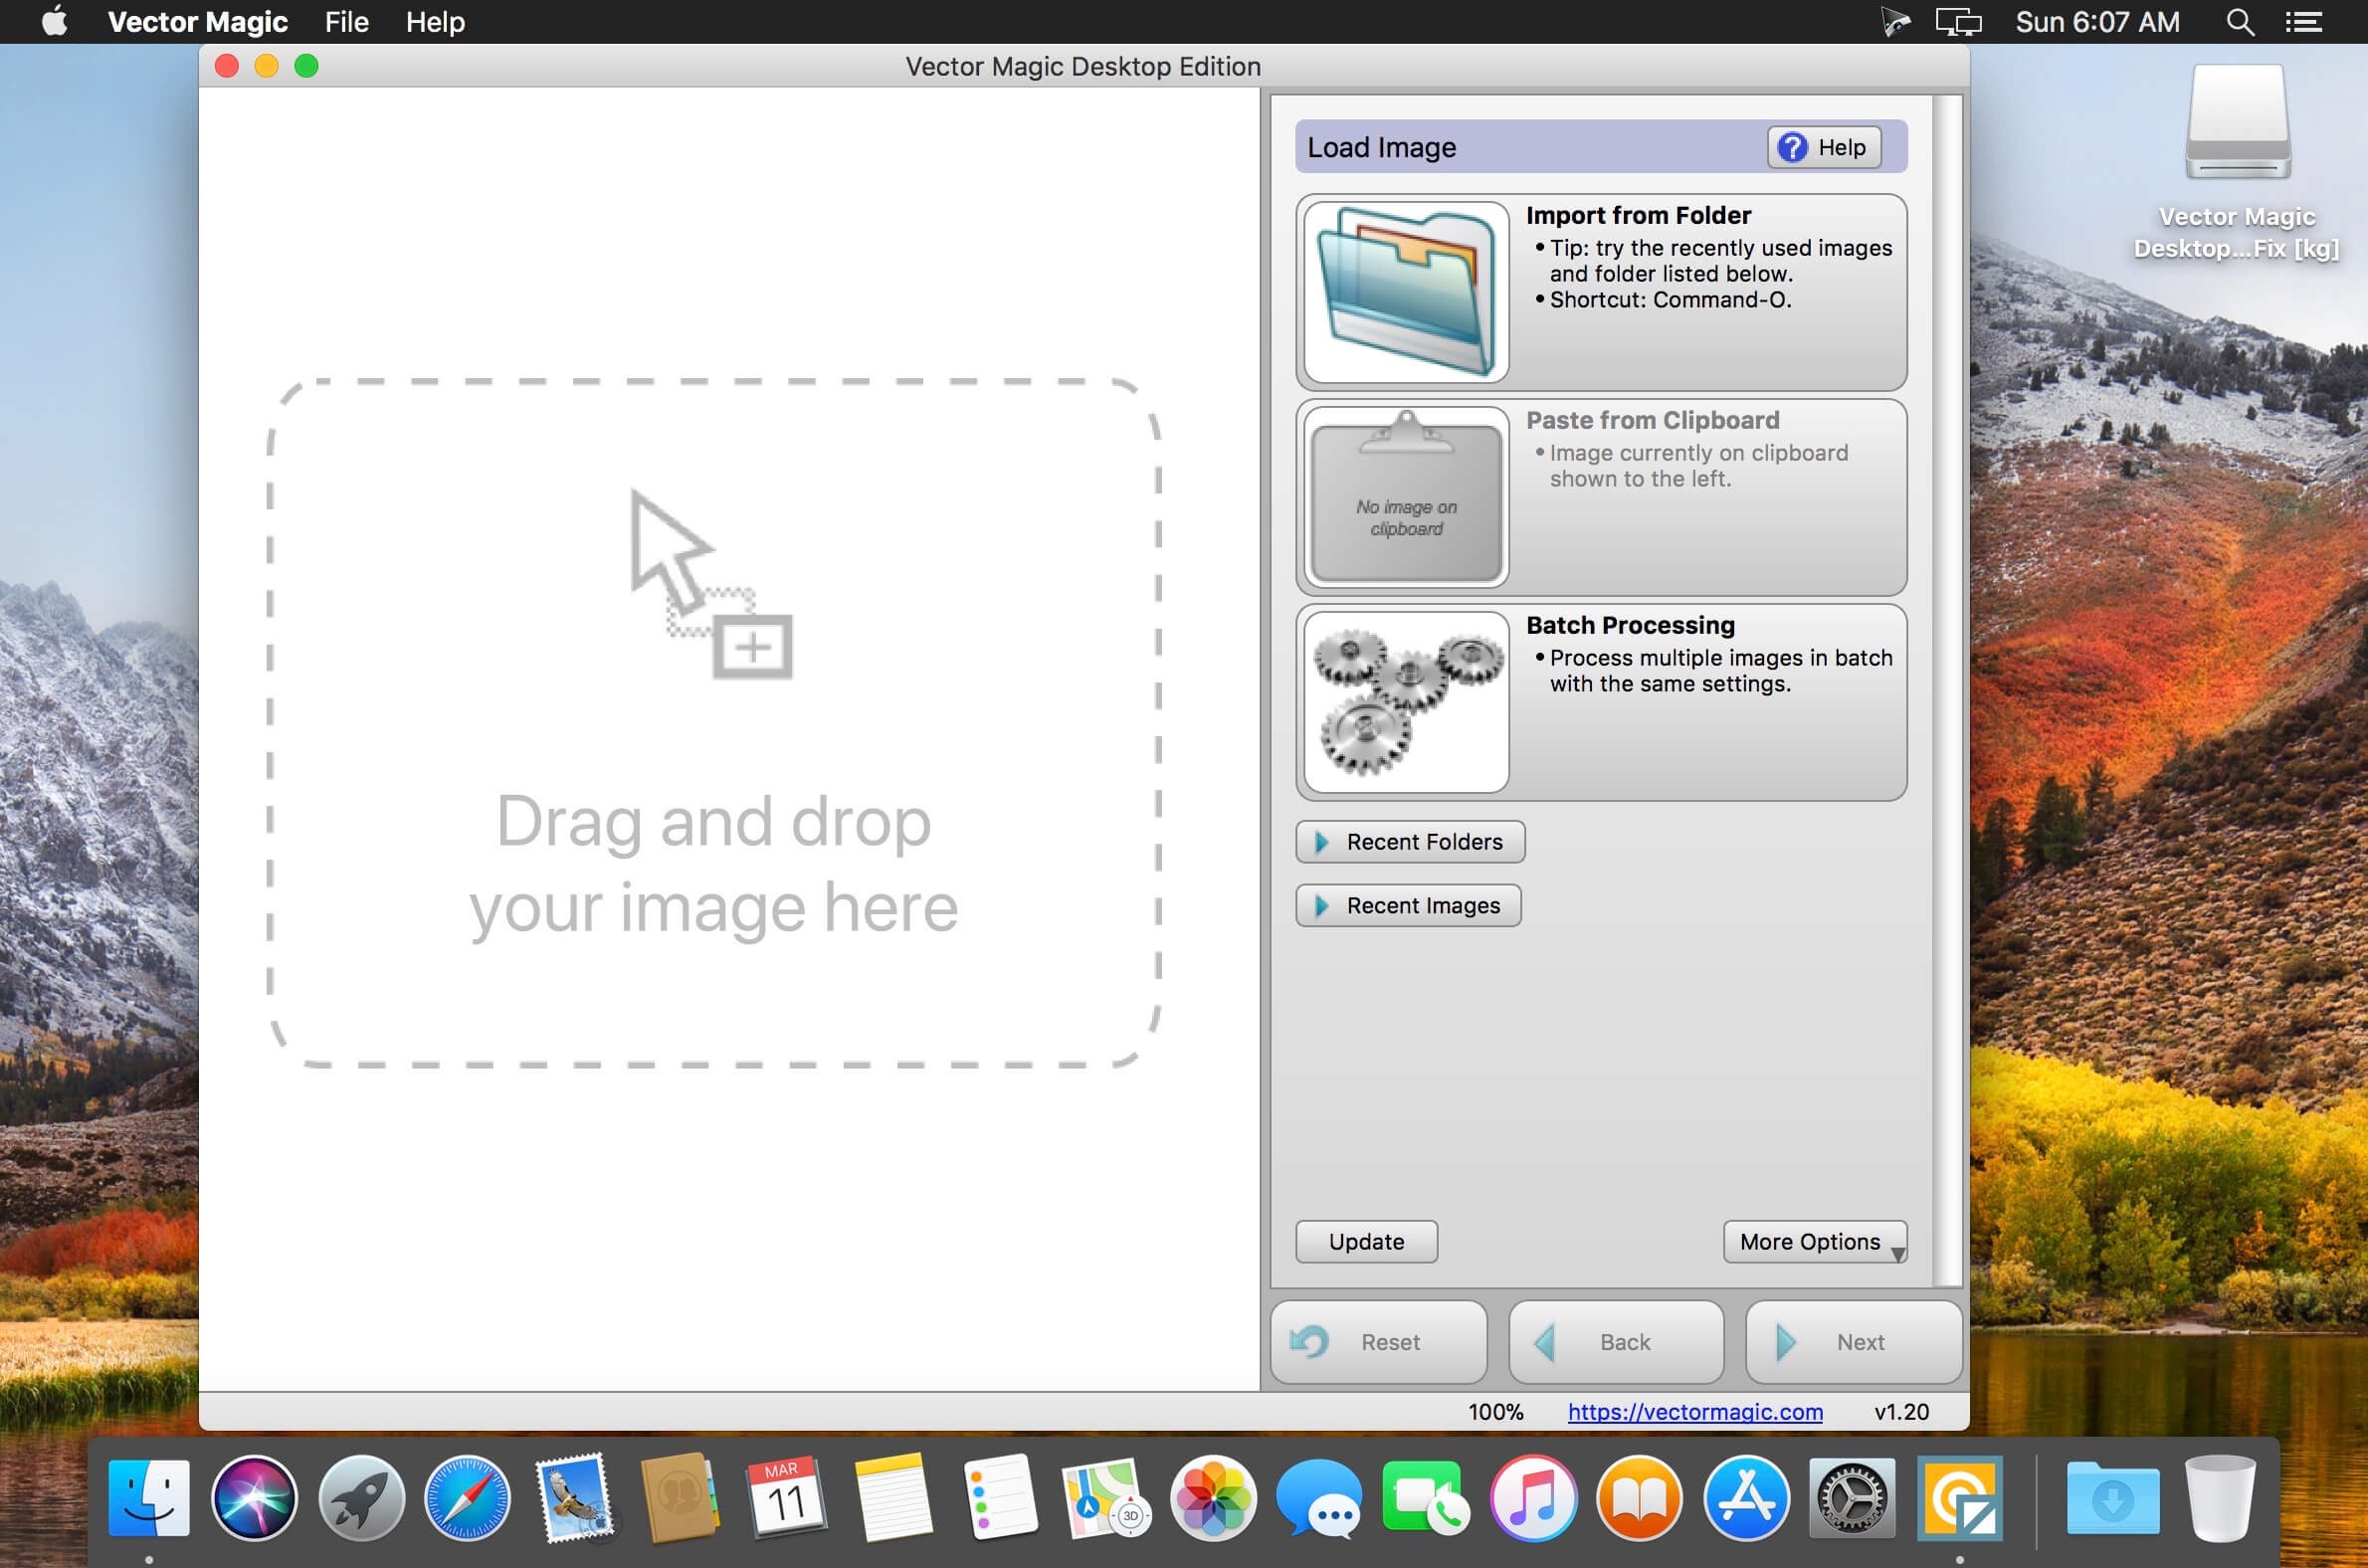 Vector Magic File Help Sun 6:07 AM
Vector Magic Desktop Edition
Vector Magic
Desktop...Fix [kg]
Drag and drop
your image here
Load Image
Help
Import from Folder
• Tip: try the recently used images
and folder listed below.
• Shortcut: Command-O.
Paste from Clipboard
• Image currently on clipboard
shown to the left.
No image on
clipboard
Batch Processing
• Process multiple images in batch
with the same settings.
Recent Folders
Recent Images
Update More Options
Reset Back Next
100% https://vectormagic.com v1.20
MAR
11
3D